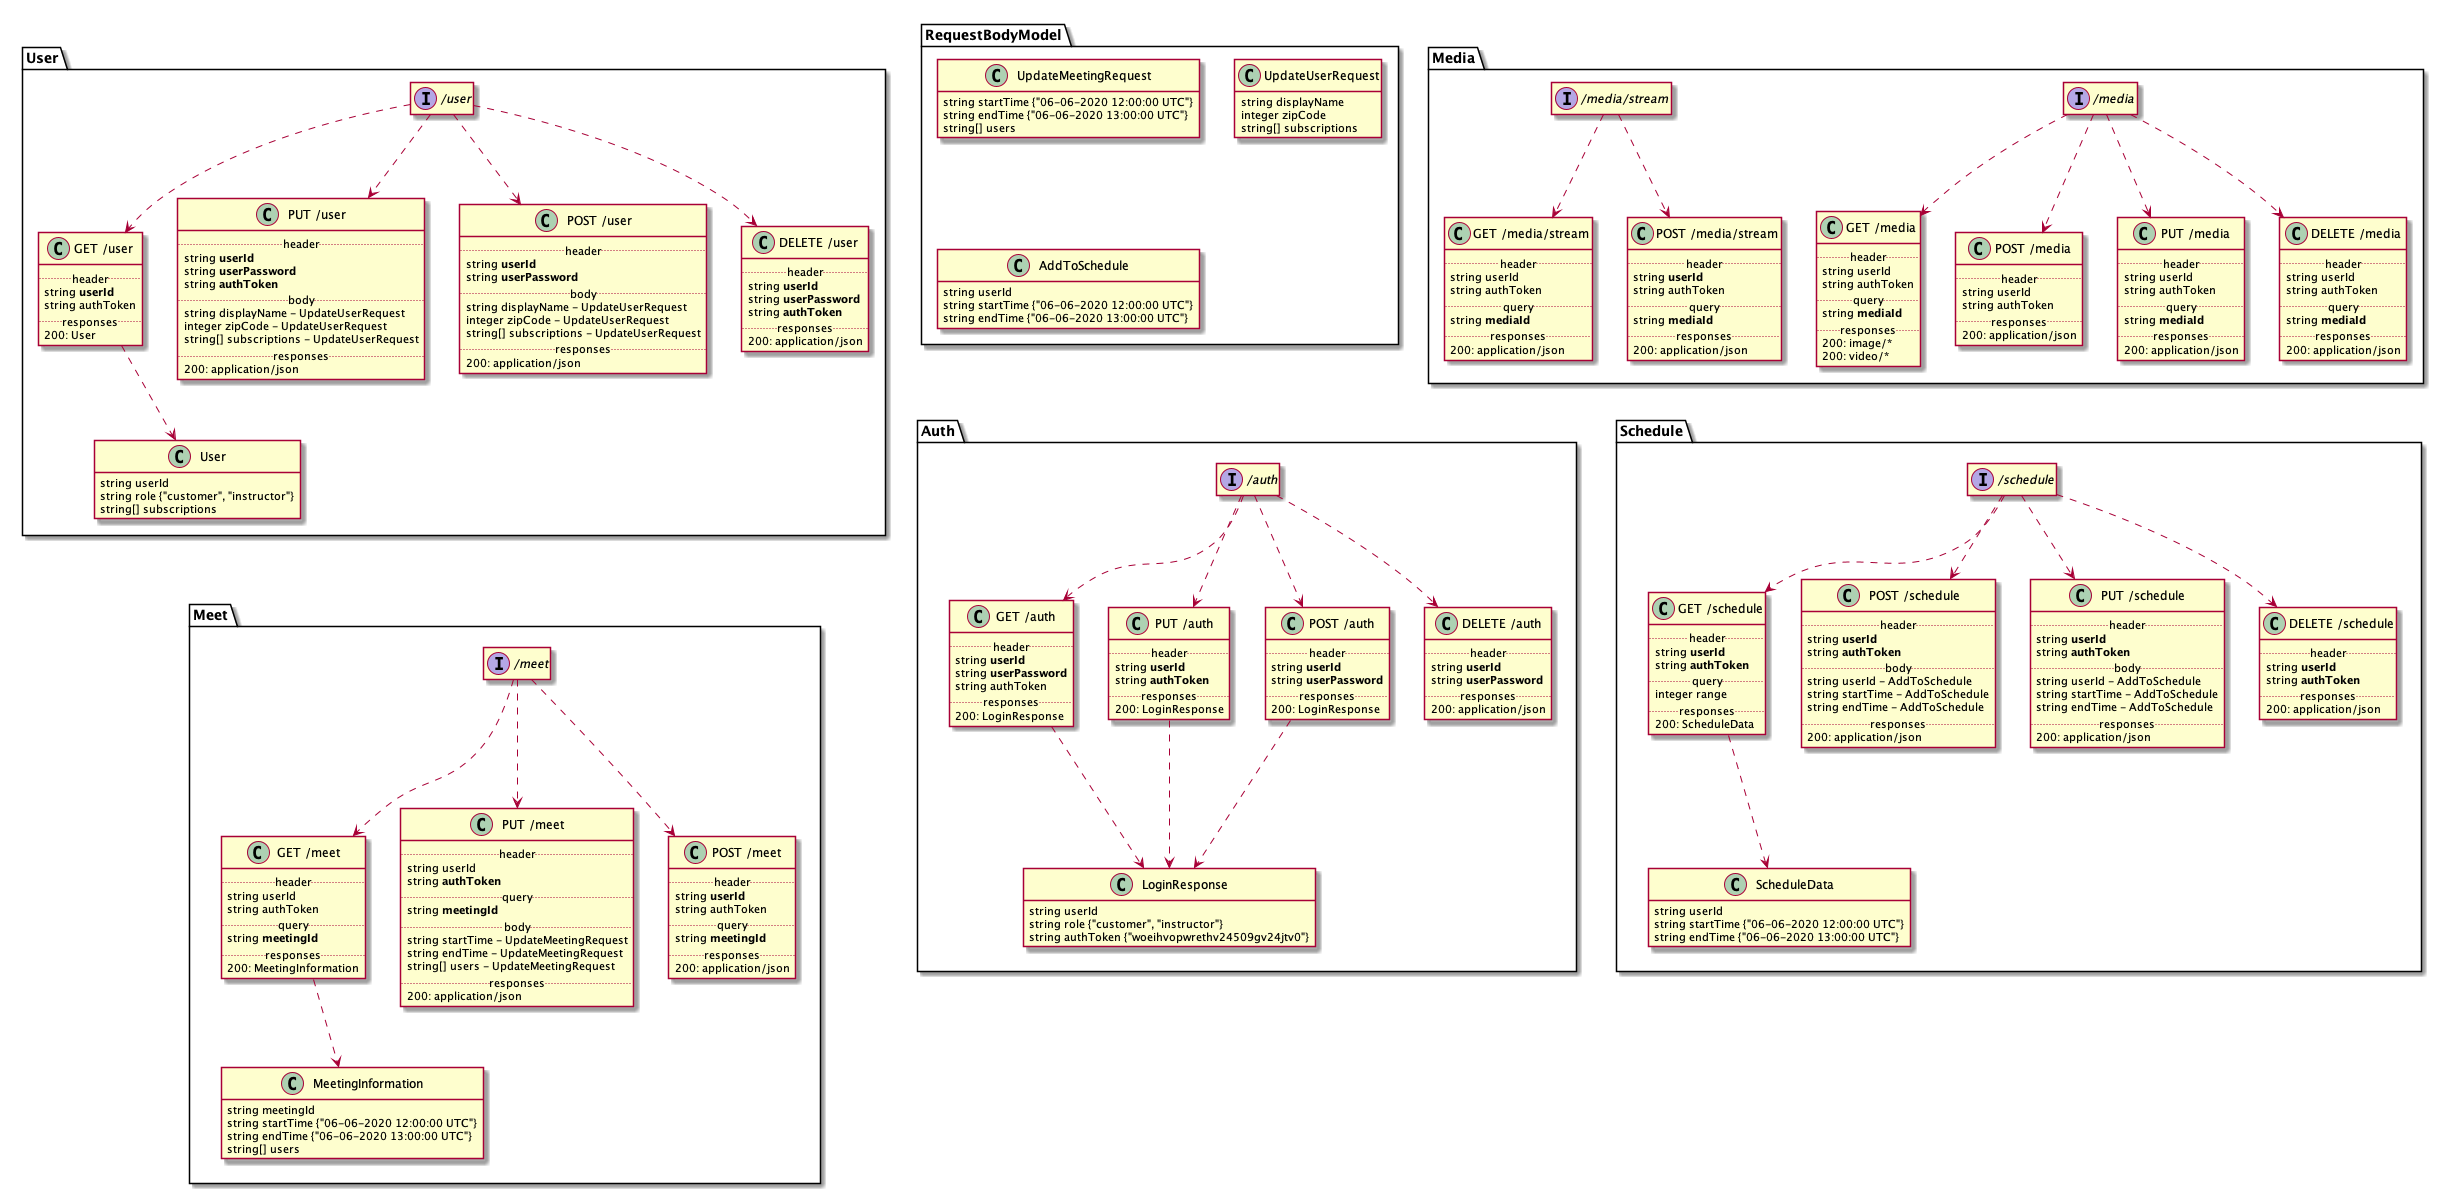 User
I /user
C GET /user
header
string userId
string authToken
responses
200: User
C PUT /user
header
string userId
string userPassword
string authToken
body
string displayName - UpdateUserRequest
integer zipCode - UpdateUserRequest
string[] subscriptions - UpdateUserRequest
responses
200: application/json
C POST /user
header
string userId
string userPassword
body
string displayName - UpdateUserRequest
integer zipCode - UpdateUserRequest
string[] subscriptions - UpdateUserRequest
responses
200: application/json
C DELETE /user
header
string userId
string userPassword
string authToken
responses
200: application/json
C User
string userId
string role {"customer", "instructor"}
string[] subscriptions
RequestBodyModel
C UpdateMeetingRequest
string startTime {"06-06-2020 12:00:00 UTC"}
string endTime {"06-06-2020 13:00:00 UTC"}
string[] users
C UpdateUserRequest
string displayName
integer zipCode
string[] subscriptions
C AddToSchedule
string userId
string startTime {"06-06-2020 12:00:00 UTC"}
string endTime {"06-06-2020 13:00:00 UTC"}
Media
I /media/stream
I /media
C GET /media/stream
header
string userId
string authToken
query
string mediaId
responses
200: application/json
C POST /media/stream
header
string userId
string authToken
query
string mediaId
responses
200: application/json
C GET /media
header
string userId
string authToken
query
string mediaId
responses
200: image/*
200: video/*
C POST /media
header
string userId
string authToken
responses
200: application/json
C PUT /media
header
string userId
string authToken
query
string mediaId
responses
200: application/json
C DELETE /media
header
string userId
string authToken
query
string mediaId
responses
200: application/json
Meet
I /meet
C GET /meet
header
string userId
string authToken
query
string meetingId
responses
200: MeetingInformation
C PUT /meet
header
string userId
string authToken
query
string meetingId
body
string startTime - UpdateMeetingRequest
string endTime - UpdateMeetingRequest
string[] users - UpdateMeetingRequest
responses
200: application/json
C POST /meet
header
string userId
string authToken
query
string meetingId
responses
200: application/json
C MeetingInformation
string meetingId
string startTime {"06-06-2020 12:00:00 UTC"}
string endTime {"06-06-2020 13:00:00 UTC"}
string[] users
Auth
I /auth
C GET /auth
header
string userId
string userPassword
string authToken
responses
200: LoginResponse
C PUT /auth
header
string userId
string authToken
responses
200: LoginResponse
C POST /auth
header
string userId
string userPassword
responses
200: LoginResponse
C DELETE /auth
header
string userId
string userPassword
responses
200: application/json
C LoginResponse
string userId
string role {"customer", "instructor"}
string authToken {"woeihvopwrethv24509gv24jtv0"}
Schedule
I /schedule
C GET /schedule
header
string userId
string authToken
query
integer range
responses
200: ScheduleData
C POST /schedule
header
string userId
string authToken
body
string userId - AddToSchedule
string startTime - AddToSchedule
string endTime - AddToSchedule
responses
200: application/json
C PUT /schedule
header
string userId
string authToken
body
string userId - AddToSchedule
string startTime - AddToSchedule
string endTime - AddToSchedule
responses
200: application/json
C DELETE /schedule
header
string userId
string authToken
responses
200: application/json
C ScheduleData
string userId
string startTime {"06-06-2020 12:00:00 UTC"}
string endTime {"06-06-2020 13:00:00 UTC"}